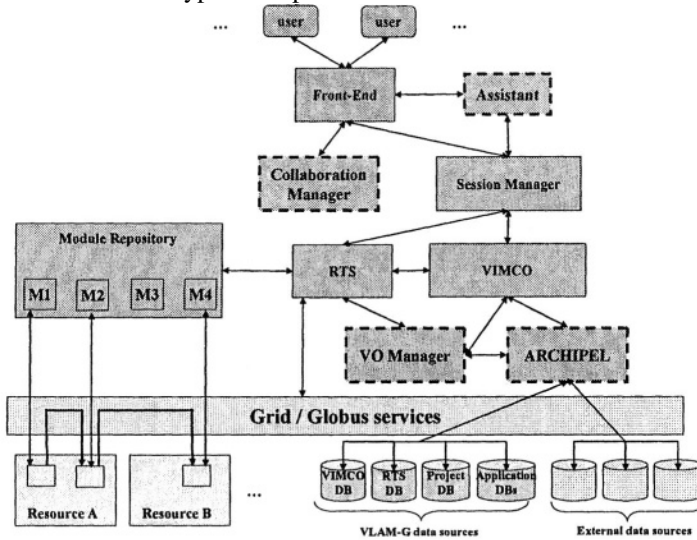 ...
user
user
...
Front-End
Assistant
Collaboration
Manager
Session Manager
Module Repository
M1
M2
M3
M4
RTS
VIMCO
VO Manager
ARCHIPEL
Grid / Globus services
Resource A
Resource B
...
VIMCO
DB
RTS
DB
Project
DB
Application
DBs
VLAM-G data sources
External data sources